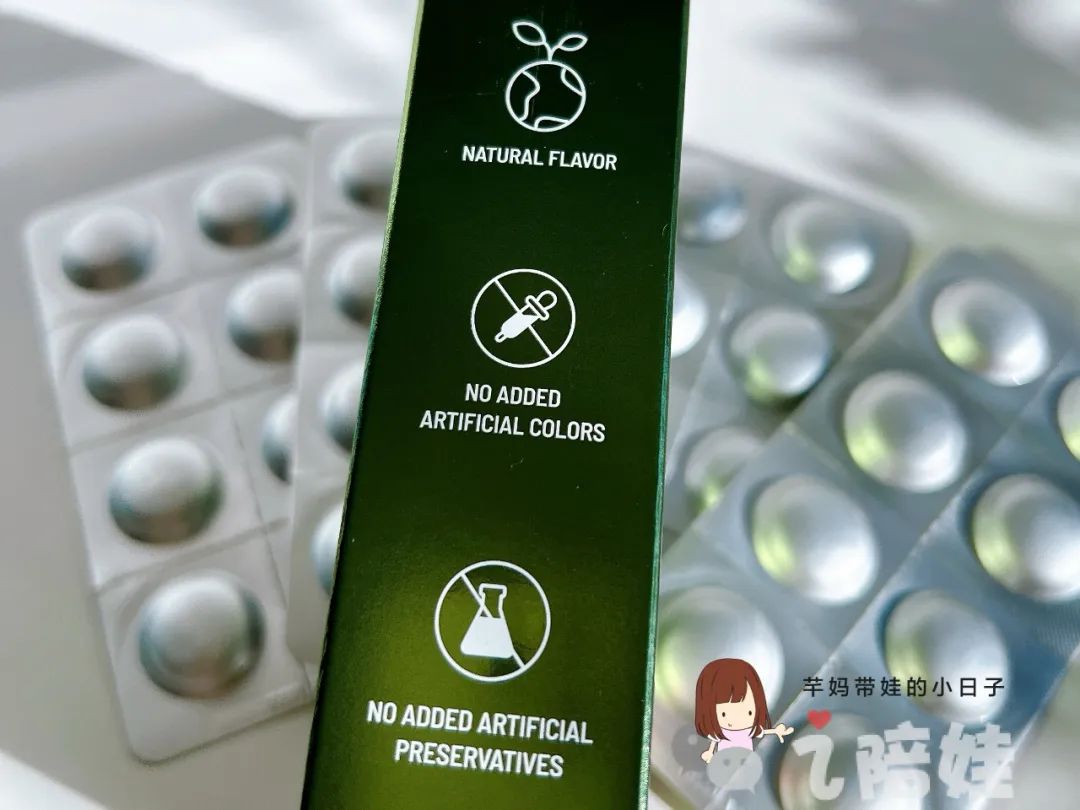 NATURAL FLAVOR
NO ADDED
ARTIFICIAL COLORS
NO ADDED ARTIFICIAL
PRESERVATIVES
芊妈带娃的小日子
陪娃